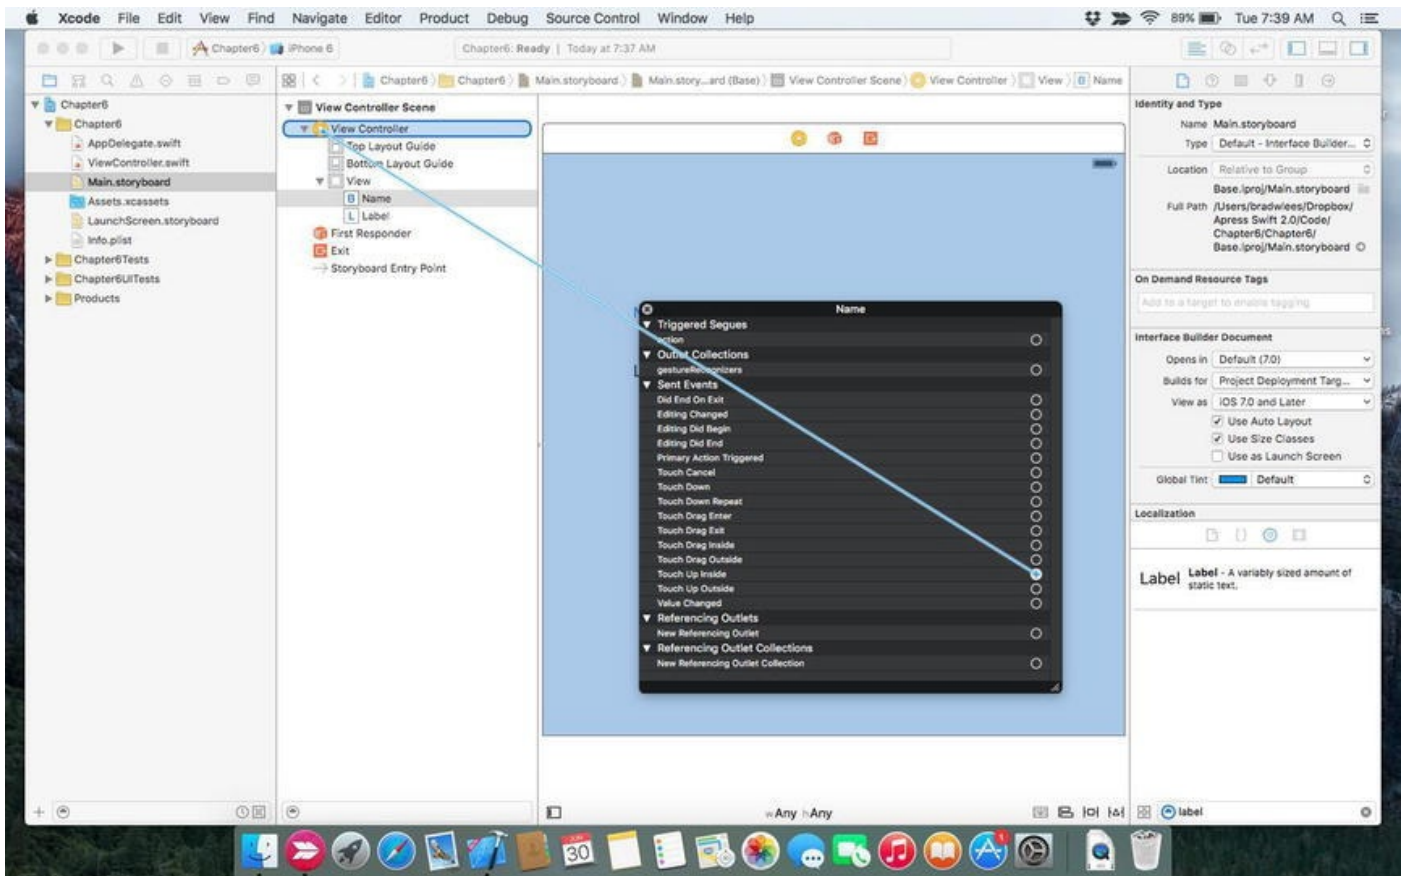 Xcode File Edit View Find Navigate Editor Product Debug Source Control Window Help 89% Tue 7:39 AM
Chapter6 iPhone 6 Chapter6: Ready | Today at 7:37 AM
Chapter6 Chapter6 Main.storyboard Main.story...ard (Base) View Controller Scene View Controller View B Name
Chapter6
Chapter6
AppDelegate.swift
ViewController.swift
Main.storyboard
Assets.xcassets
LaunchScreen.storyboard
Info.plist
Chapter6Tests
Chapter6UITests
Products
View Controller Scene
View Controller
Top Layout Guide
Bottom Layout Guide
View
B Name
L Label
First Responder
Exit
Storyboard Entry Point
Name
Triggered Segues
action
Outlet Collections
gestureRecognizers
Sent Events
Did End On Exit
Editing Changed
Editing Did Begin
Editing Did End
Primary Action Triggered
Touch Cancel
Touch Down
Touch Down Repeat
Touch Drag Enter
Touch Drag Exit
Touch Drag Inside
Touch Drag Outside
Touch Up Inside
Touch Up Outside
Value Changed
Referencing Outlets
New Referencing Outlet
Referencing Outlet Collections
New Referencing Outlet Collection
wAny hAny
Identity and Type
Name Main.storyboard
Type Default - Interface Builder...
Location Relative to Group
Base.lproj/Main.storyboard
Full Path /Users/bradwlees/Dropbox/
Apress Swift 2.0/Code/
Chapter6/Chapter6/
Base.lproj/Main.storyboard
On Demand Resource Tags
Add to a target to enable tagging
Interface Builder Document
Opens in Default (7.0)
Builds for Project Deployment Targ...
View as iOS 7.0 and Later
Use Auto Layout
Use Size Classes
Use as Launch Screen
Global Tint Default
Localization
Label Label - A variably sized amount of
static text.
label
JUN
30
1